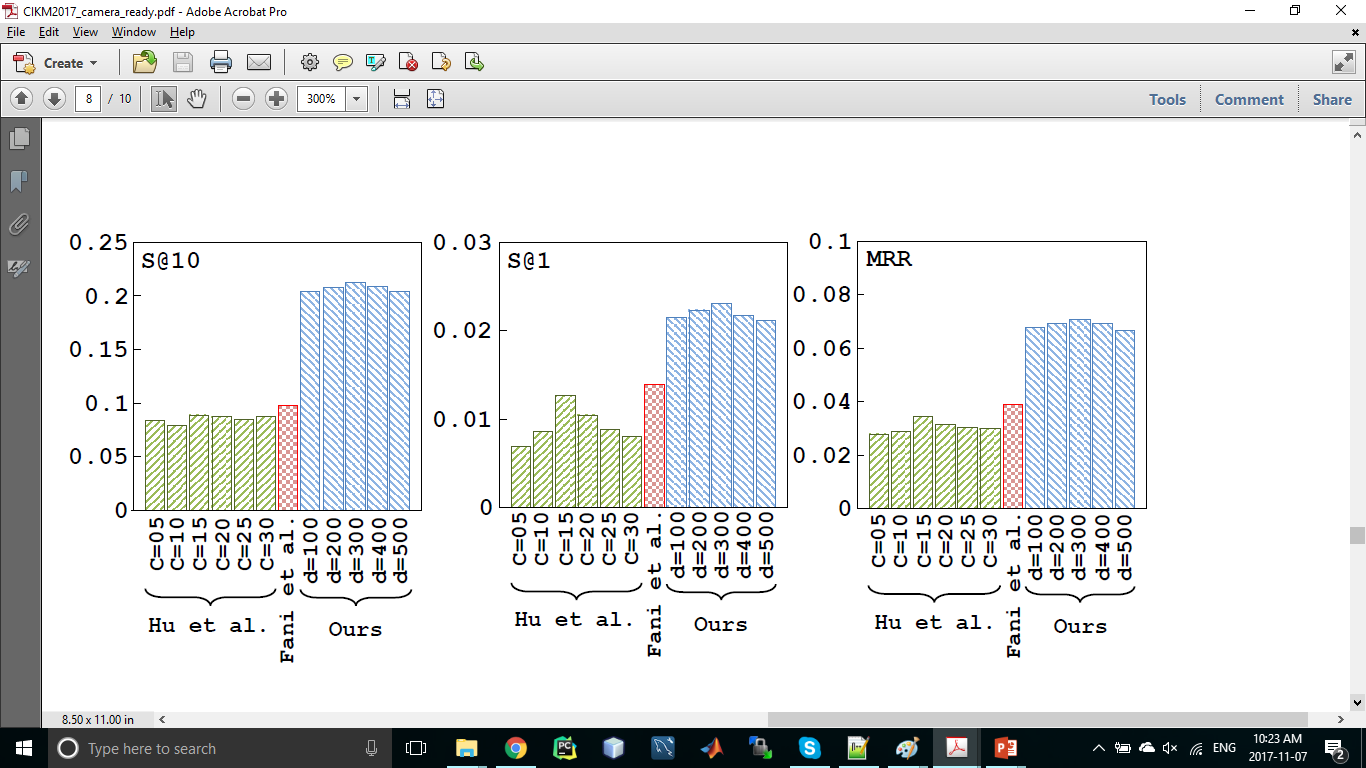 CIKM2017_camera_ready.pdf - Adobe Acrobat Pro
File Edit View Window Help
Create
8 / 10 300% Tools Comment Share
0.25
0.2
0.15
0.1
0.05
0
S@10
C=05 C=10 C=15 C=20 C=25 C=30 Fani et al. d=100 d=200 d=300 d=400 d=500
Hu et al. Ours
0.03
0.02
0.01
0
S@1
C=05 C=10 C=15 C=20 C=25 C=30 Fani et al. d=100 d=200 d=300 d=400 d=500
Hu et al. Ours
0.1
0.08
0.06
0.04
0.02
0
MRR
C=05 C=10 C=15 C=20 C=25 C=30 Fani et al. d=100 d=200 d=300 d=400 d=500
Hu et al. Ours
8.50 x 11.00 in
Type here to search
ENG
10:23 AM
2017-11-07
2